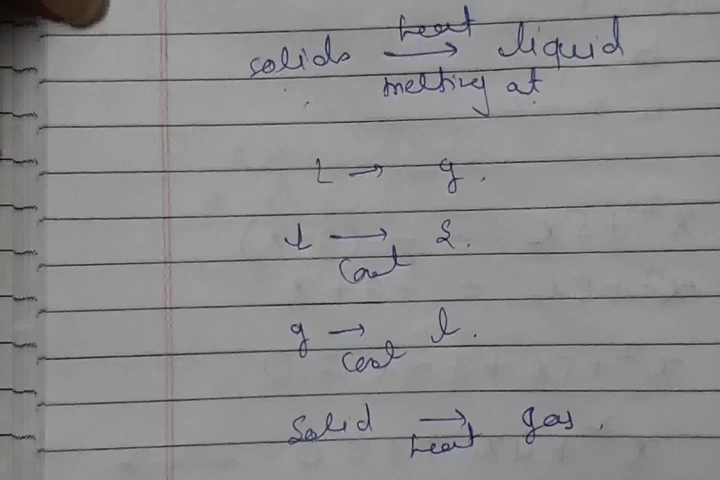 heat
solids → liquid
melting at
l → g.
l → S.
Cool
g → l.
Cool
Solid → gas.
heat